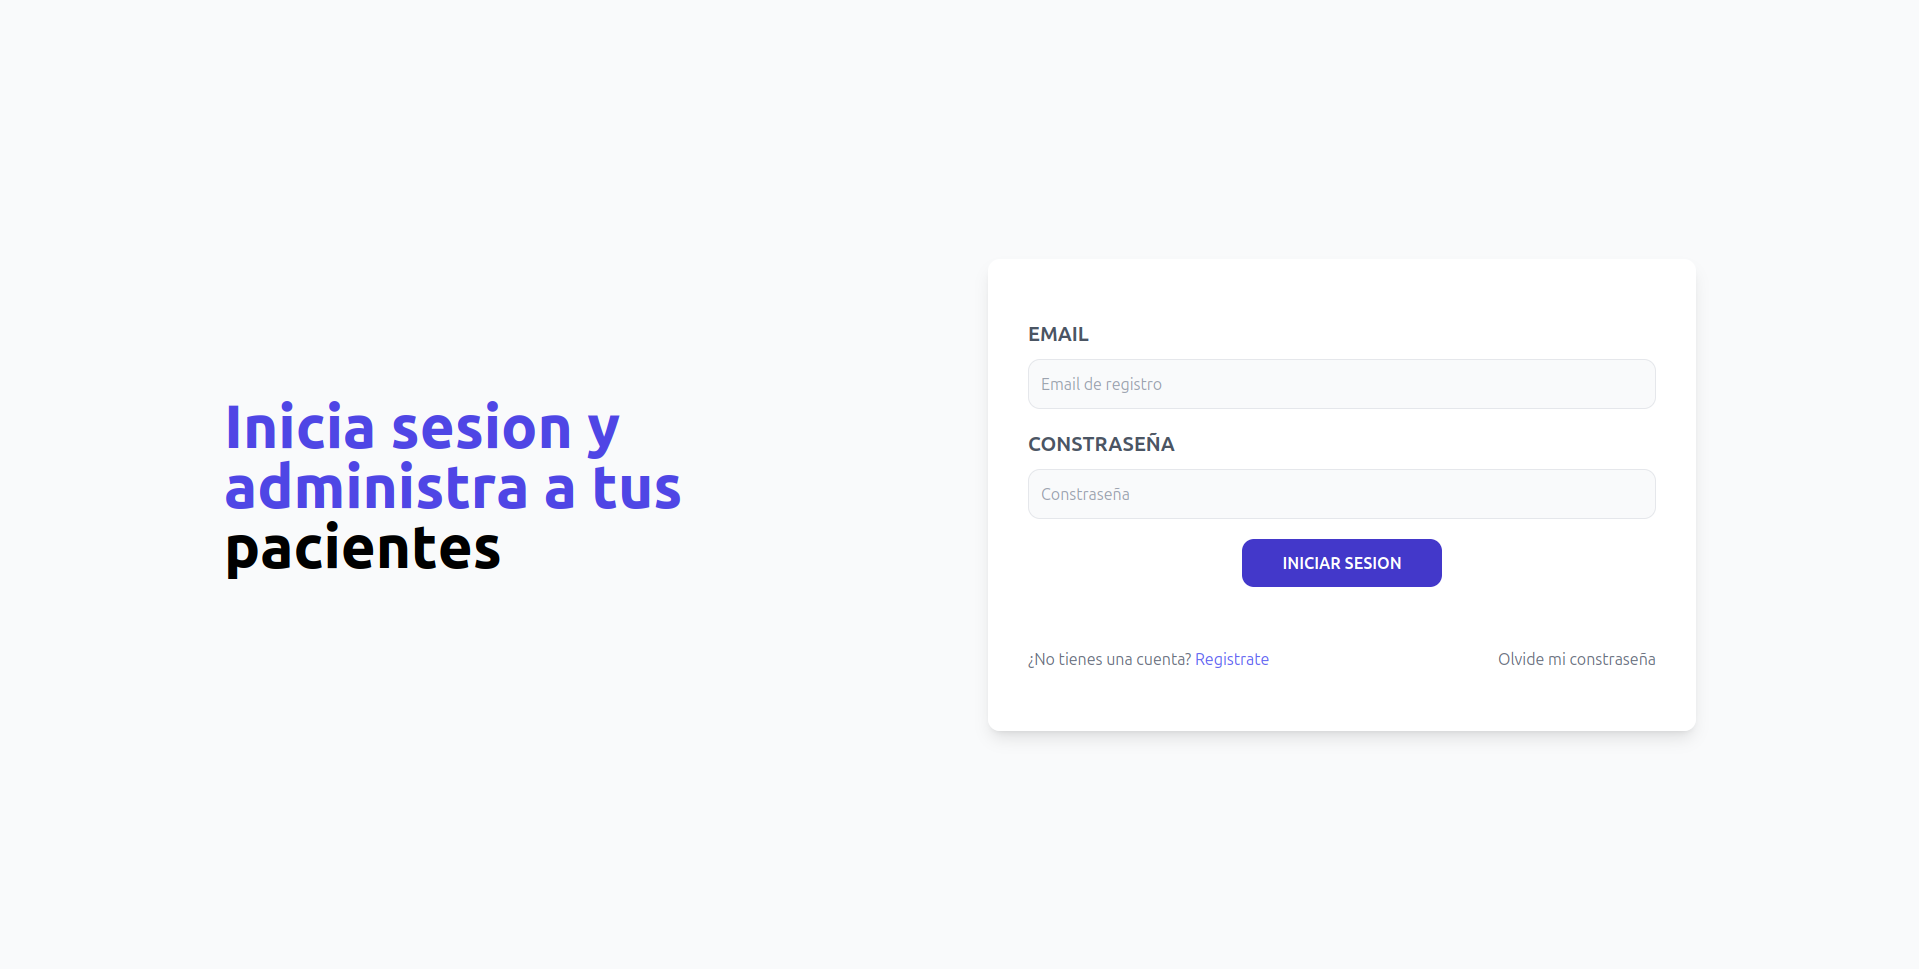 Inicia sesion y
administra a tus
pacientes
EMAIL
Email de registro
CONSTRASEÑA
Constraseña
INICIAR SESION
¿No tienes una cuenta? Registrate
Olvide mi constraseña